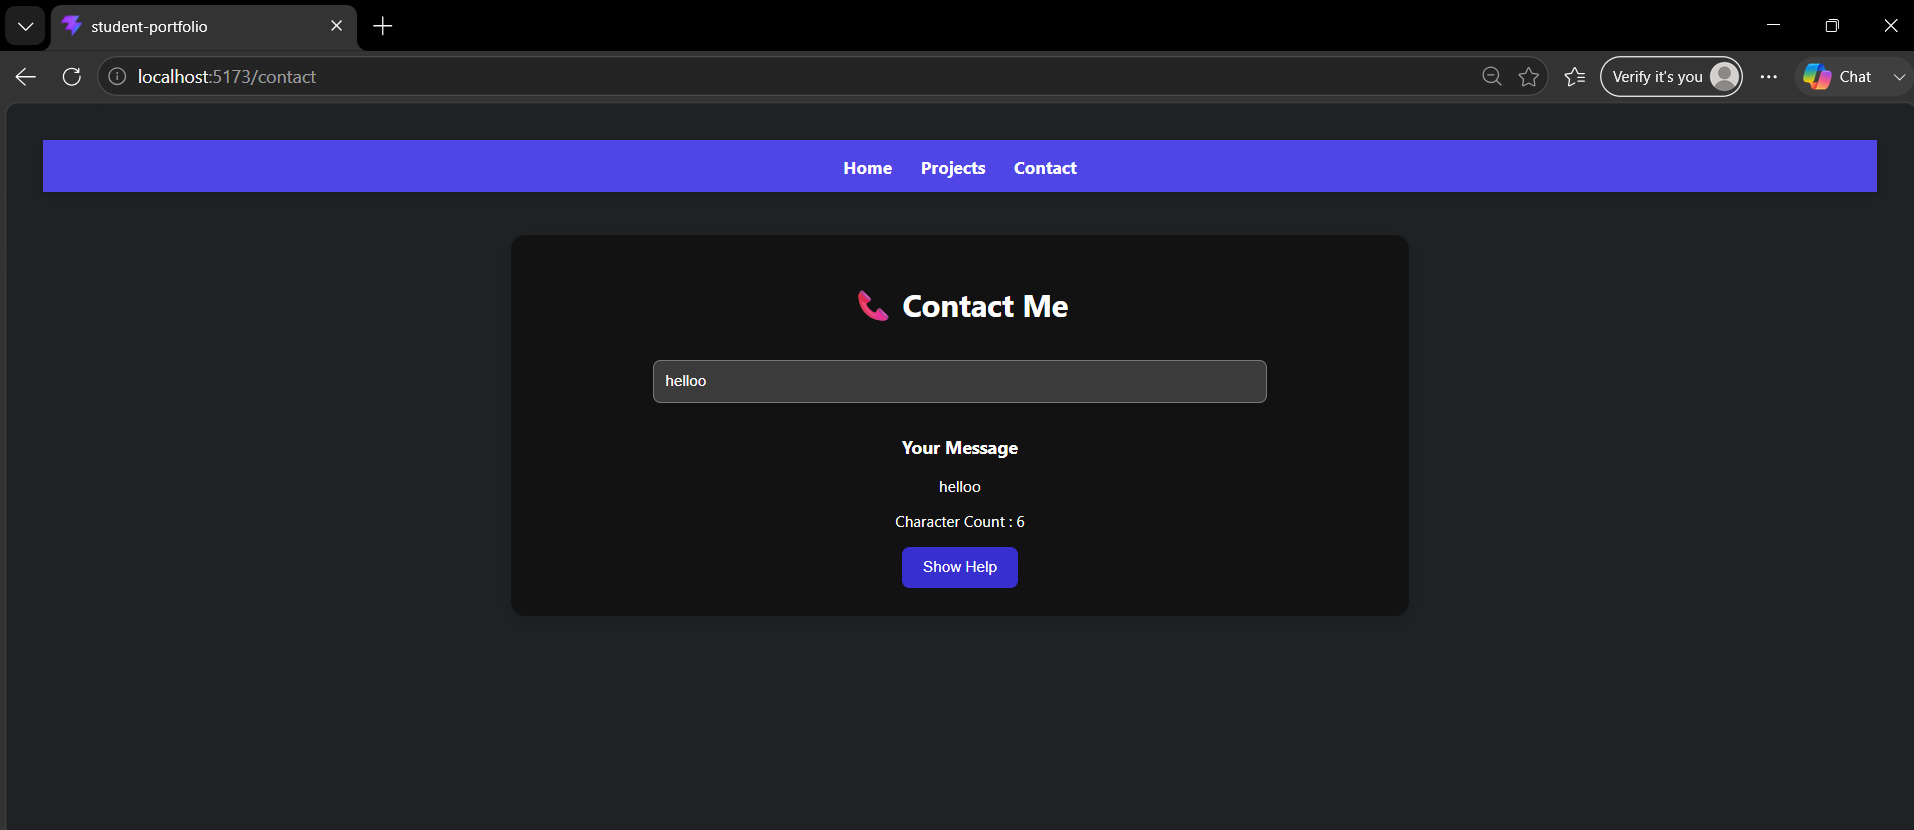 student-portfolio
localhost:5173/contact
Verify it's you
Chat
Home Projects Contact
Contact Me
helloo
Your Message
helloo
Character Count : 6
Show Help